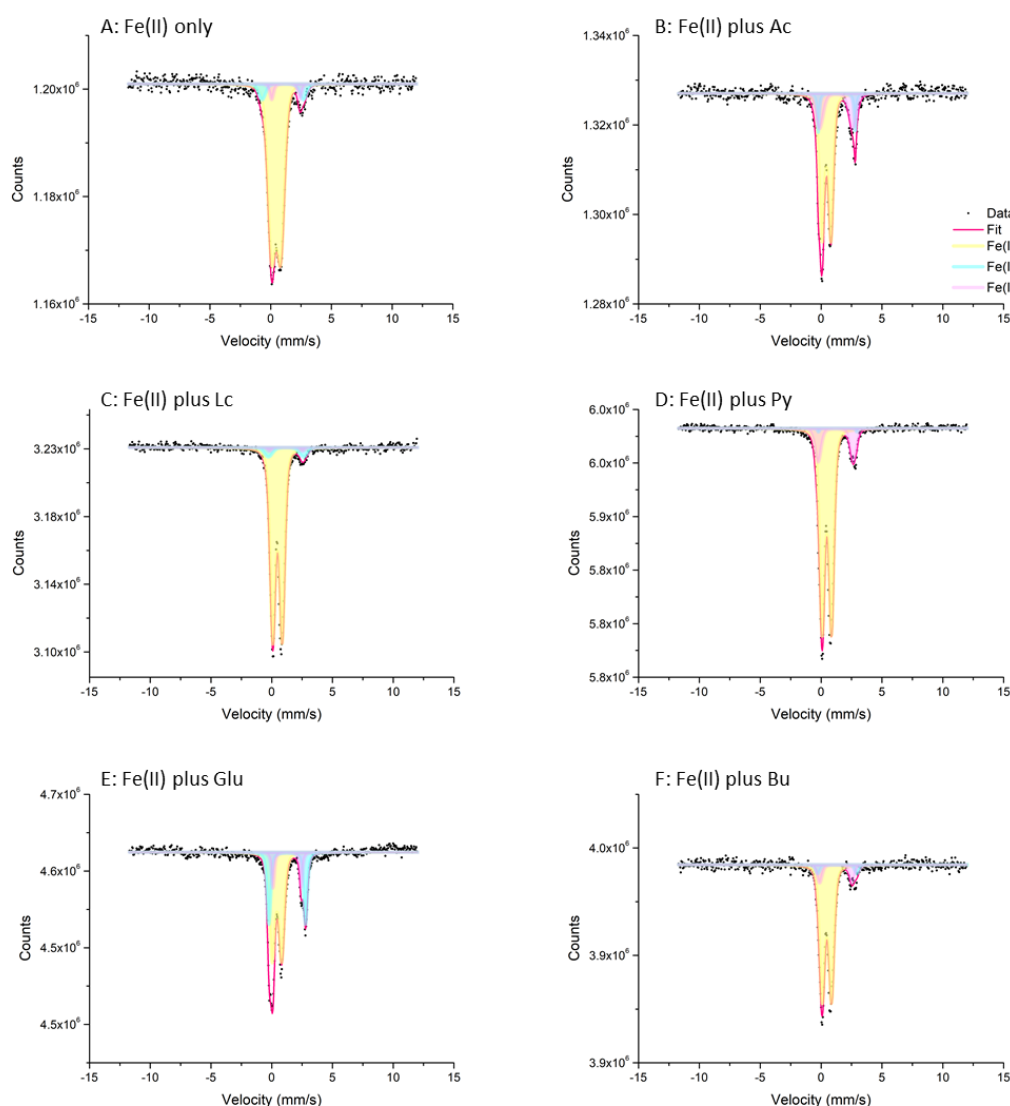 A: Fe(II) only
1.20x10⁶
1.18x10⁶
1.16x10⁶
Counts
-15 -10 -5 0 5 10 15
Velocity (mm/s)
B: Fe(II) plus Ac
1.34x10⁶
1.32x10⁶
1.30x10⁶
1.28x10⁶
Counts
-15 -10 -5 0 5 10 15
Velocity (mm/s)
Data
Fit
Fe(I
Fe(I
Fe(I
C: Fe(II) plus Lc
3.23x10⁶
3.18x10⁶
3.14x10⁶
3.10x10⁶
Counts
-15 -10 -5 0 5 10 15
Velocity (mm/s)
D: Fe(II) plus Py
6.0x10⁶
6.0x10⁶
5.9x10⁶
5.8x10⁶
5.8x10⁶
5.8x10⁶
Counts
-15 -10 -5 0 5 10 15
Velocity (mm/s)
E: Fe(II) plus Glu
4.7x10⁶
4.6x10⁶
4.5x10⁶
4.5x10⁶
Counts
-15 -10 -5 0 5 10 15
Velocity (mm/s)
F: Fe(II) plus Bu
4.0x10⁶
3.9x10⁶
3.9x10⁶
Counts
-15 -10 -5 0 5 10 15
Velocity (mm/s)